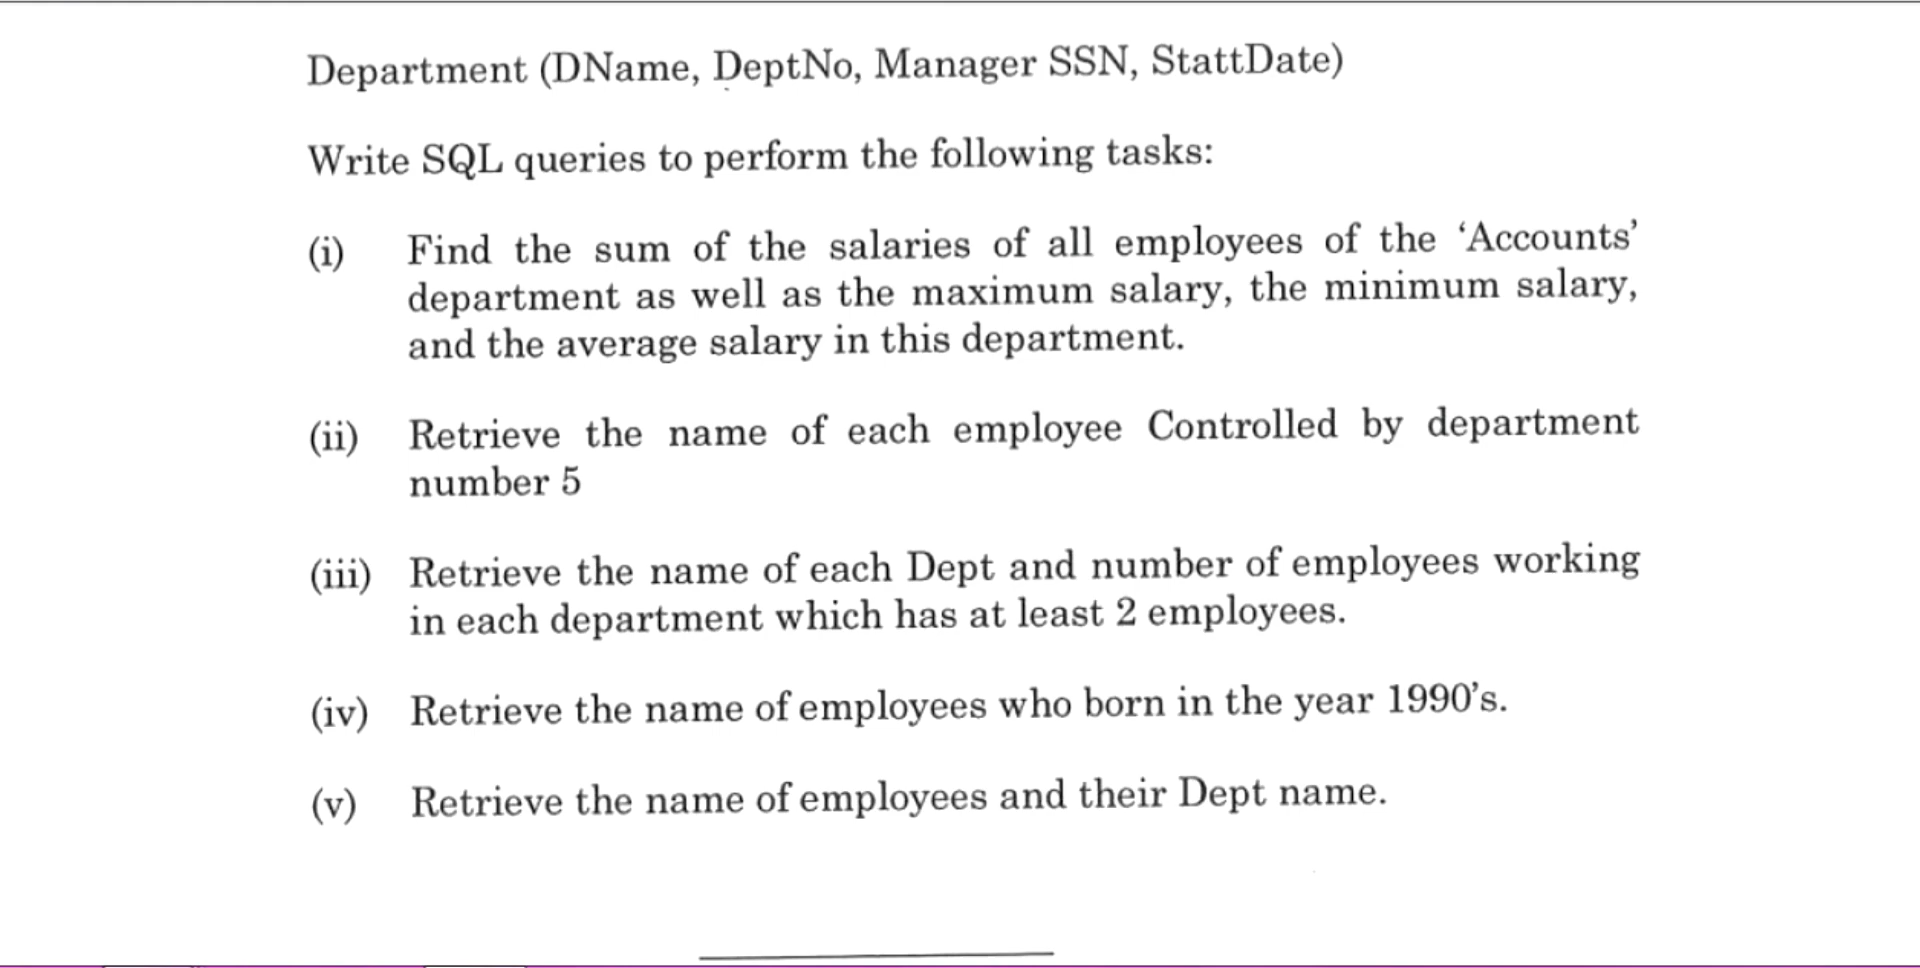 Department (DName, DeptNo, Manager SSN, StattDate)
Write SQL queries to perform the following tasks:
(i) Find the sum of the salaries of all employees of the ‘Accounts’
department as well as the maximum salary, the minimum salary,
and the average salary in this department.
(ii) Retrieve the name of each employee Controlled by department
number 5
(iii) Retrieve the name of each Dept and number of employees working
in each department which has at least 2 employees.
(iv) Retrieve the name of employees who born in the year 1990’s.
(v) Retrieve the name of employees and their Dept name.